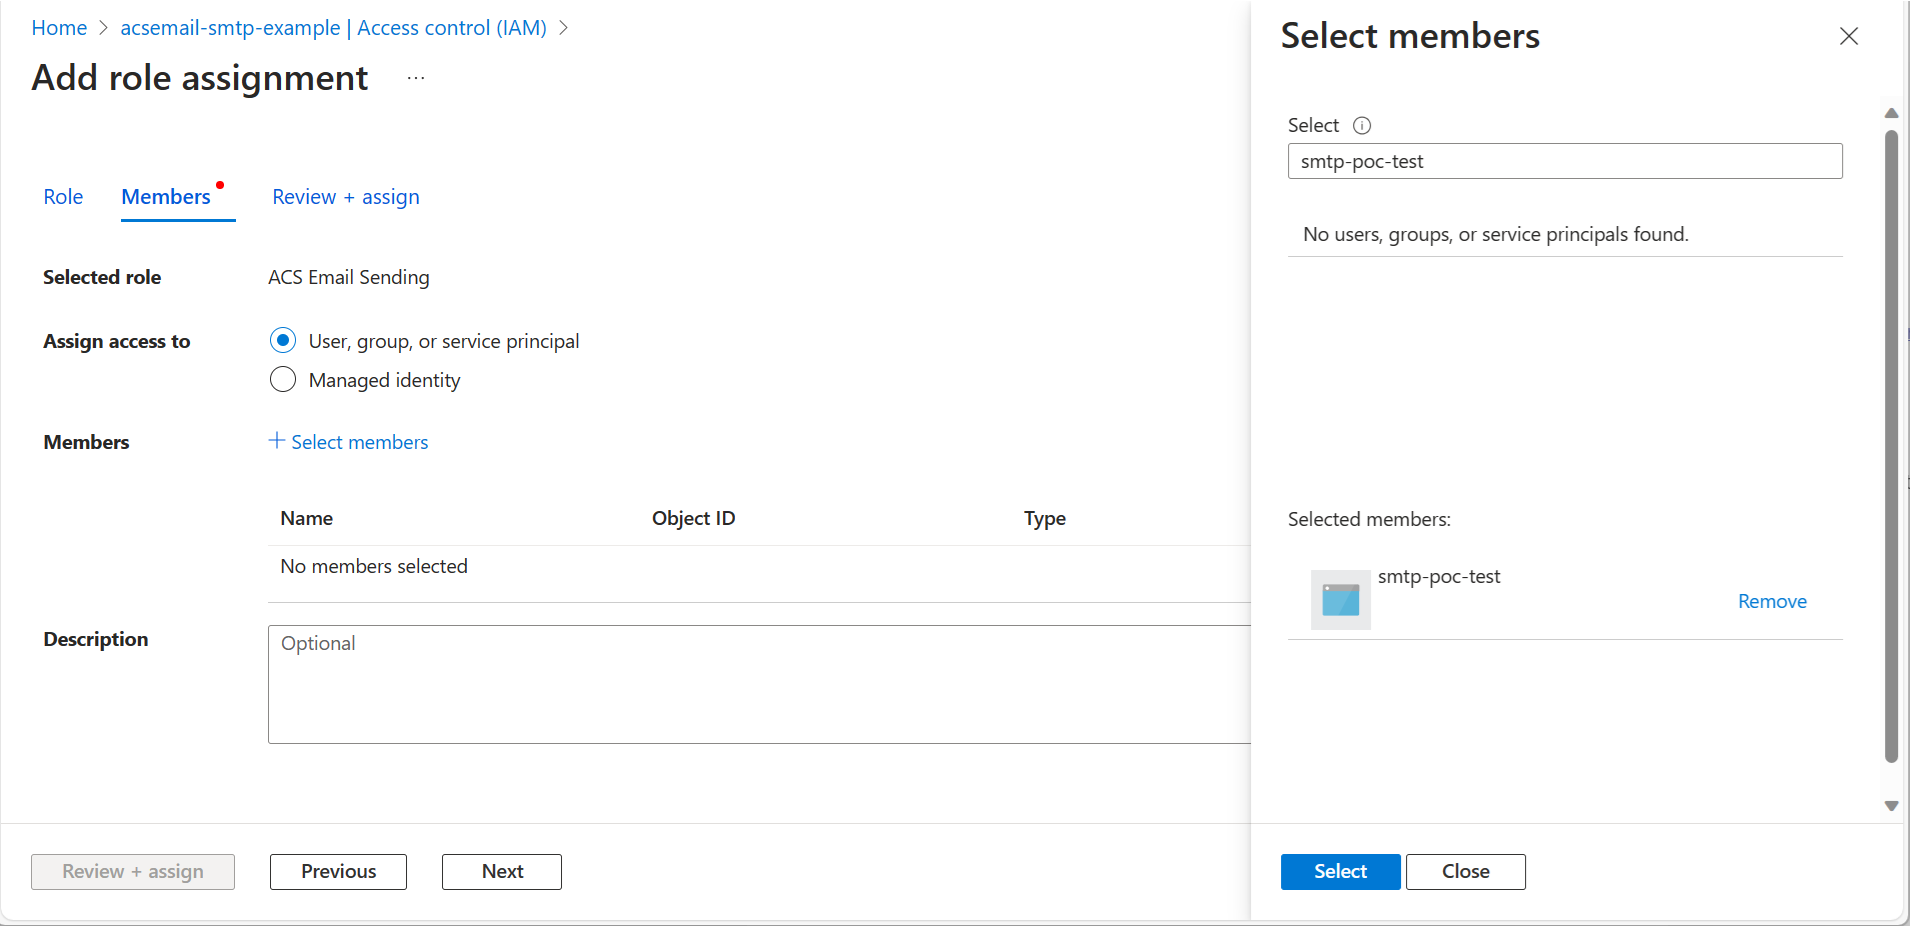 Home > acsemail-smtp-example | Access control (IAM) >
Add role assignment ...
Role Members Review + assign
Selected role ACS Email Sending
Assign access to User, group, or service principal
Managed identity
Members + Select members
Name Object ID Type
No members selected
Description Optional
Review + assign Previous Next
Select members
Select
smtp-poc-test
No users, groups, or service principals found.
Selected members:
smtp-poc-test
Remove
Select Close